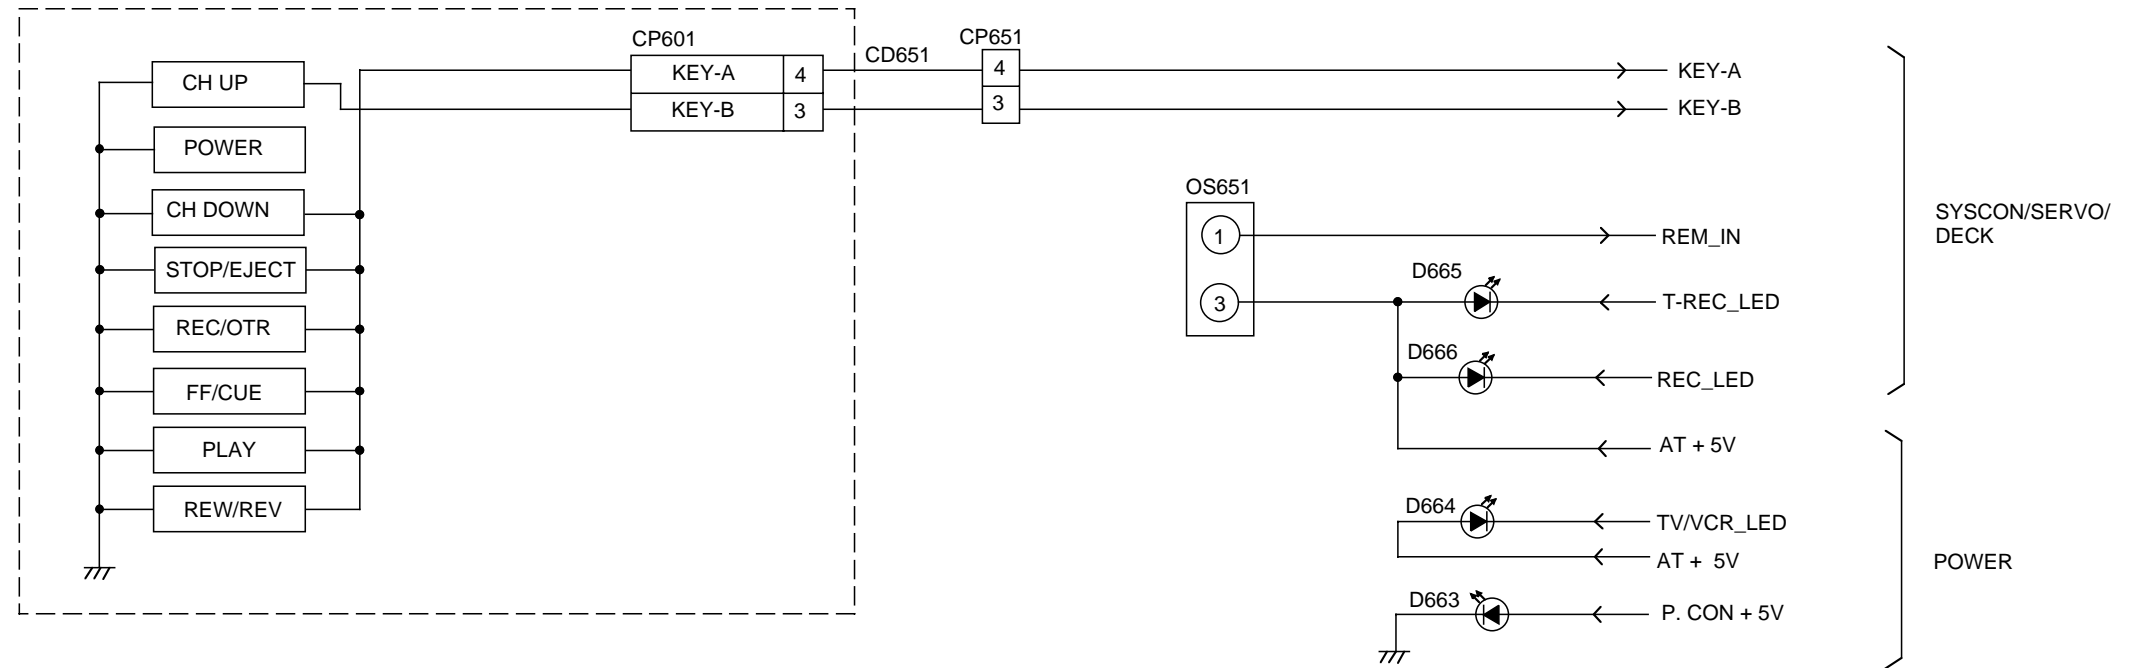 CP601
KEY-A 4
KEY-B 3
CD651
CP651
4
3
KEY-A
KEY-B
CH UP
POWER
CH DOWN
STOP/EJECT
REC/OTR
FF/CUE
PLAY
REW/REV
OS651
1
3
REM_IN
D665
T-REC_LED
D666
REC_LED
AT + 5V
D664
TV/VCR_LED
AT + 5V
D663
P. CON + 5V
SYSCON/SERVO/
DECK
POWER